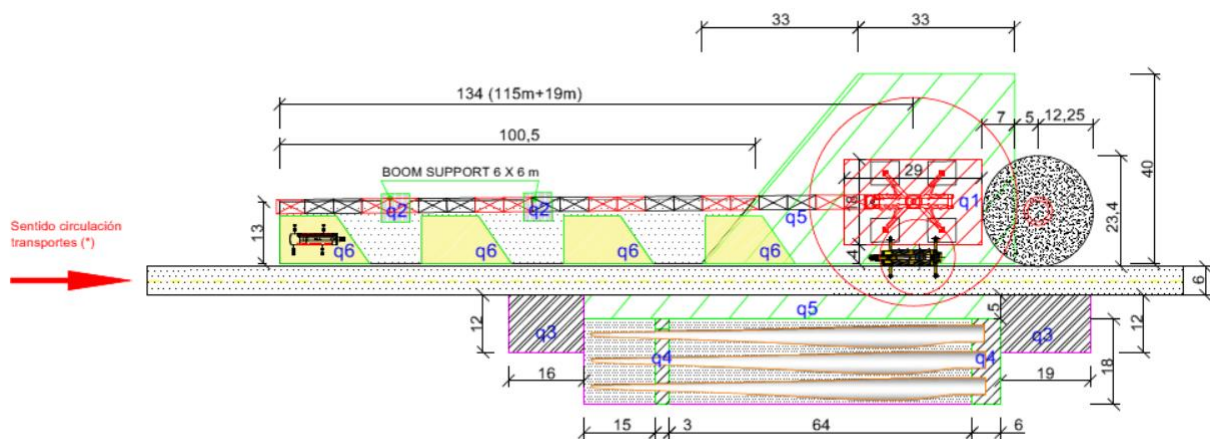 33
33
134 (115m+19m)
7
5
12,25
100,5
BOOM SUPPORT 6 X 6 m
29
18
40
q2
q2
q5
q1
23,4
Sentido circulación
transportes (*)
13
q6
q6
q6
q6
4
6
12
q3
q5
5
q3
12
q4
q4
18
16
19
15
3
64
6